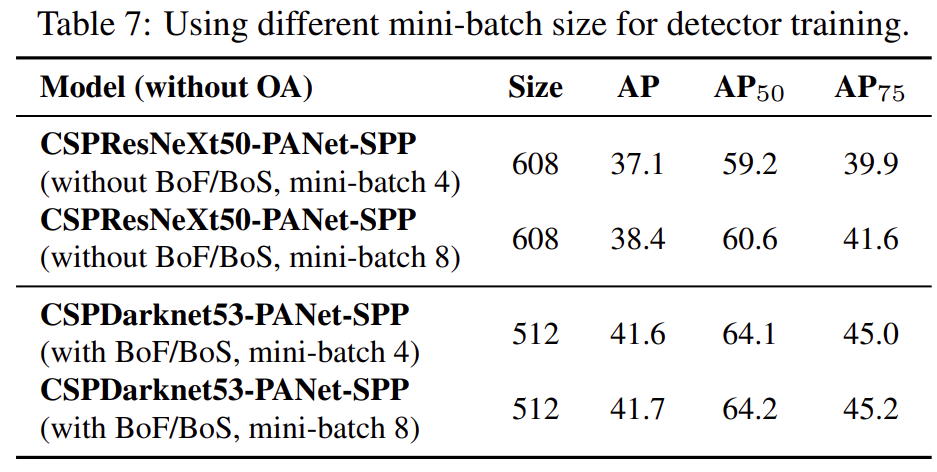 Table 7: Using different mini-batch size for detector training.
Model (without OA) Size AP AP50 AP75
CSPResNeXt50-PANet-SPP
(without BoF/BoS, mini-batch 4) 608 37.1 59.2 39.9
CSPResNeXt50-PANet-SPP
(without BoF/BoS, mini-batch 8) 608 38.4 60.6 41.6
CSPDarknet53-PANet-SPP
(with BoF/BoS, mini-batch 4) 512 41.6 64.1 45.0
CSPDarknet53-PANet-SPP
(with BoF/BoS, mini-batch 8) 512 41.7 64.2 45.2